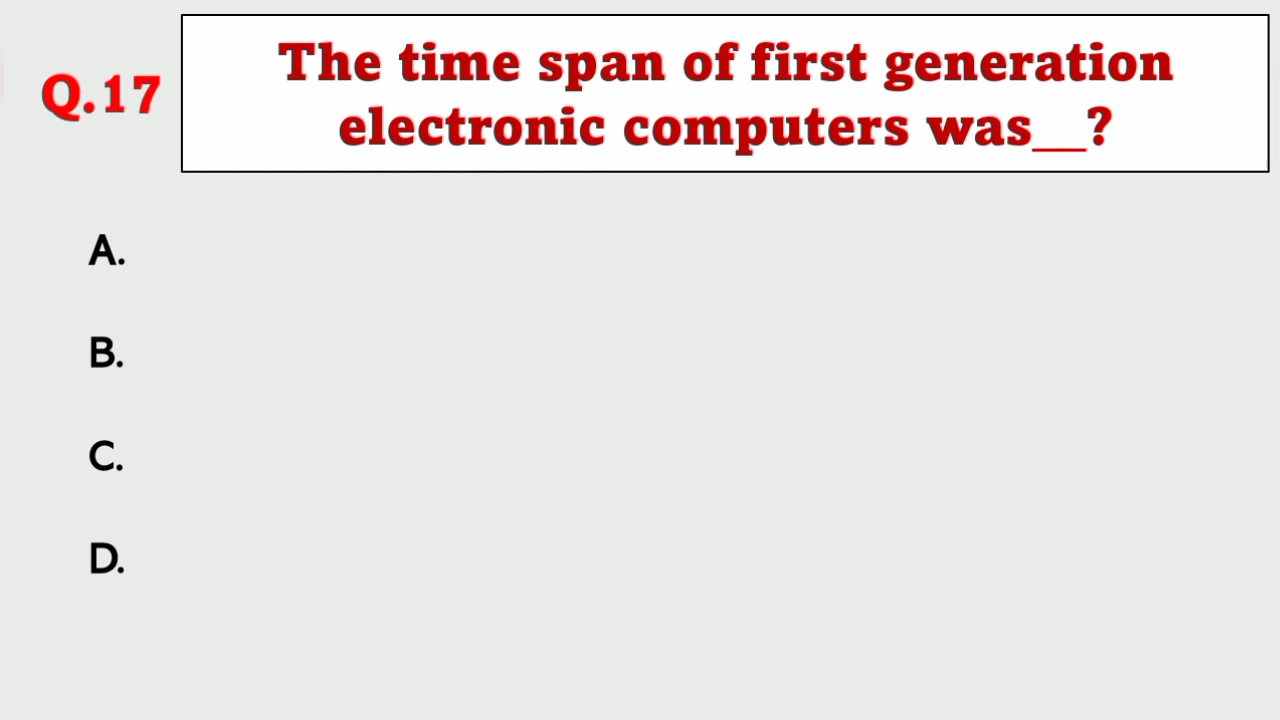 Q.17
The time span of first generation
electronic computers was__?
A.
B.
C.
D.